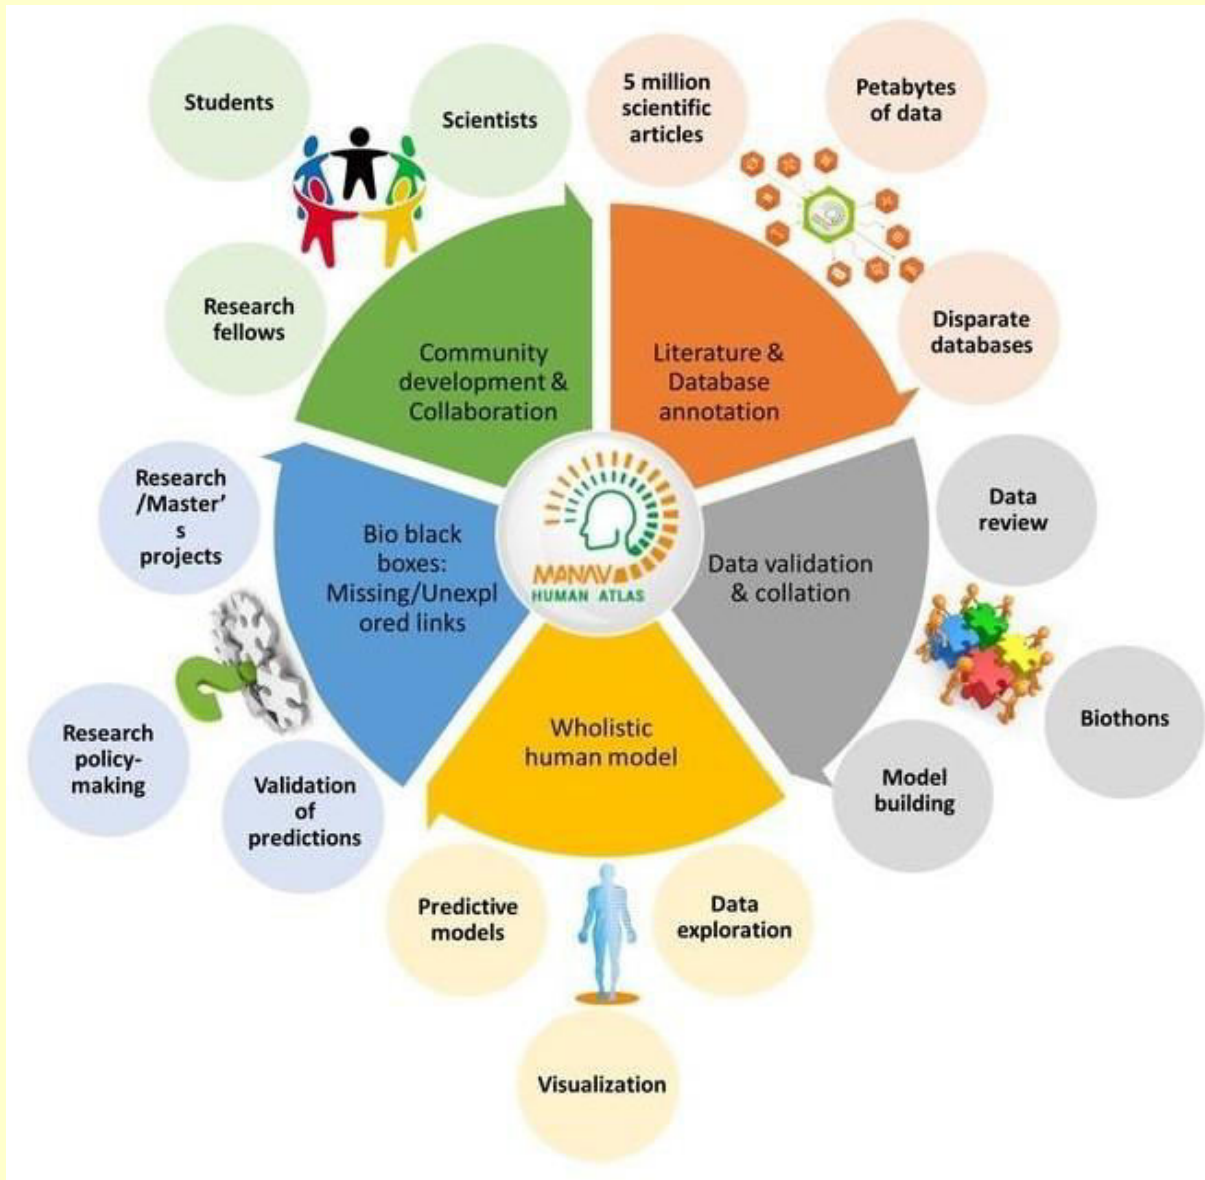 Students
Scientists
Research
fellows
Community
development &
Collaboration
5 million
scientific
articles
Petabytes
of data
Disparate
databases
Literature &
Database
annotation
Data
review
Biothons
Model
building
Data validation
& collation
Wholistic
human model
Predictive
models
Data
exploration
Visualization
Bio black
boxes:
Missing/Unexpl
ored links
Research
/Master'
s
projects
Research
policy-
making
Validation
of
predictions
MANAV
HUMAN ATLAS